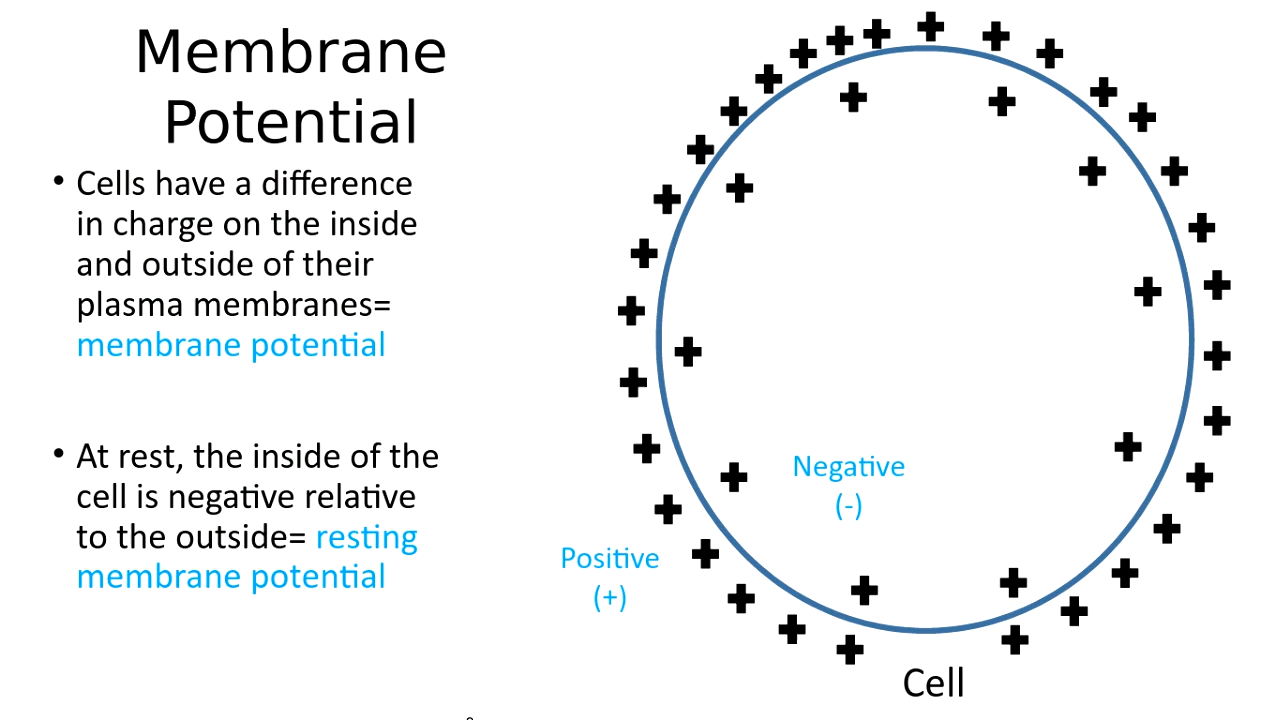 Membrane
Potential
• Cells have a difference
in charge on the inside
and outside of their
plasma membranes=
membrane potential
• At rest, the inside of the
cell is negative relative
to the outside= resting
membrane potential
Negative
(-)
Positive
(+)
Cell